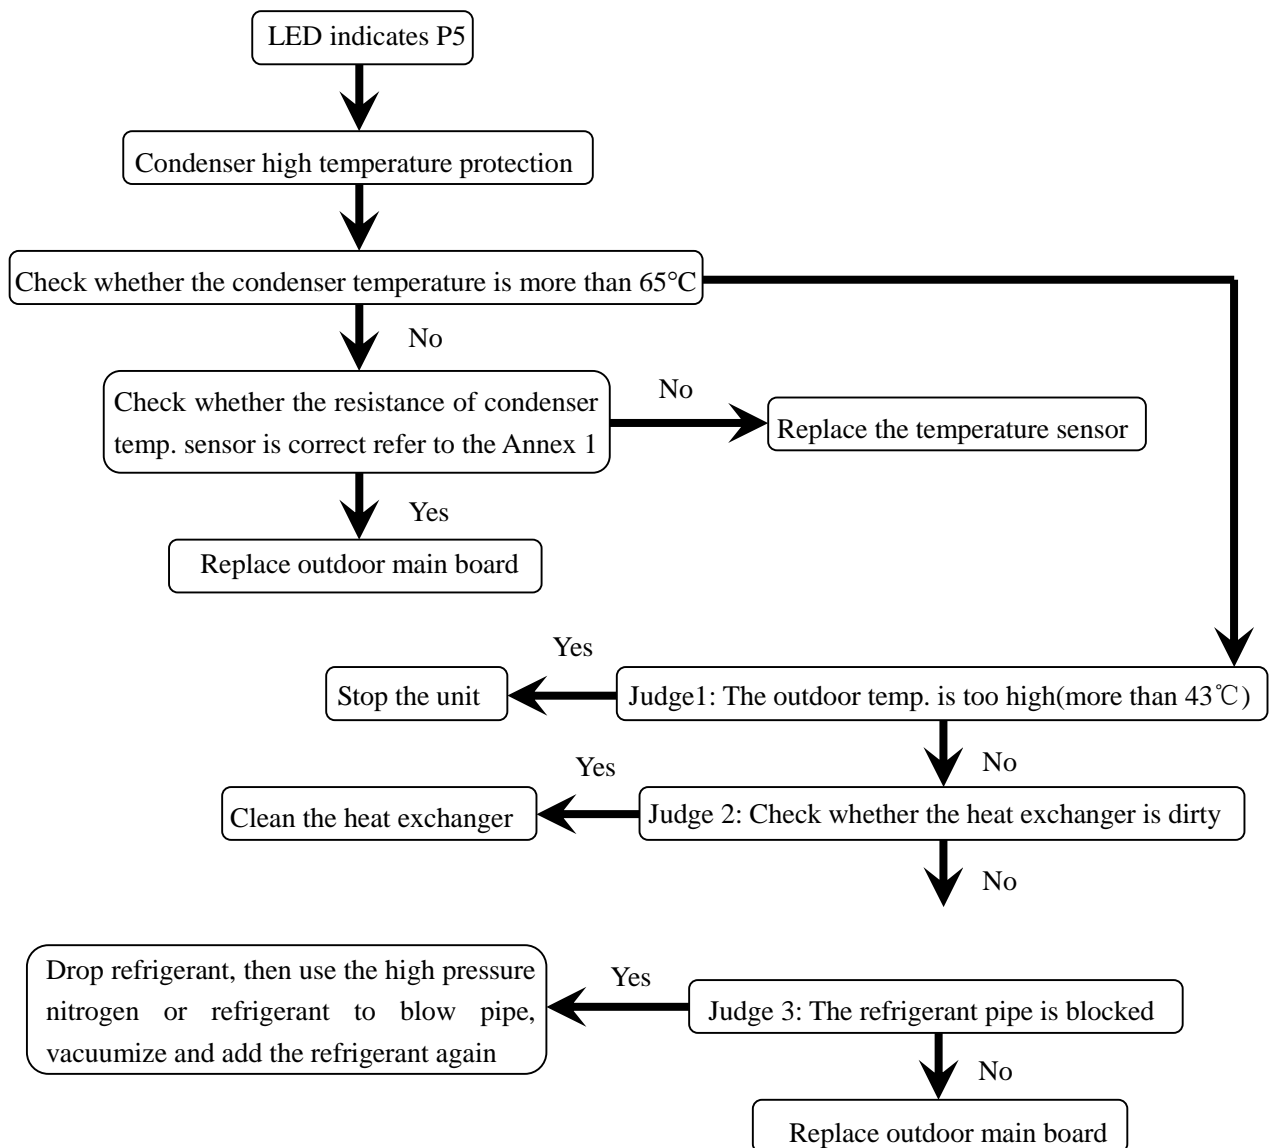 LED indicates P5
Condenser high temperature protection
Check whether the condenser temperature is more than 65°C
No
Check whether the resistance of condenser
temp. sensor is correct refer to the Annex 1
No
Replace the temperature sensor
Yes
Replace outdoor main board
Yes
Stop the unit
Judge1: The outdoor temp. is too high(more than 43℃)
No
Yes
Clean the heat exchanger
Judge 2: Check whether the heat exchanger is dirty
No
Drop refrigerant, then use the high pressure
nitrogen or refrigerant to blow pipe,
vacuumize and add the refrigerant again
Yes
Judge 3: The refrigerant pipe is blocked
No
Replace outdoor main board